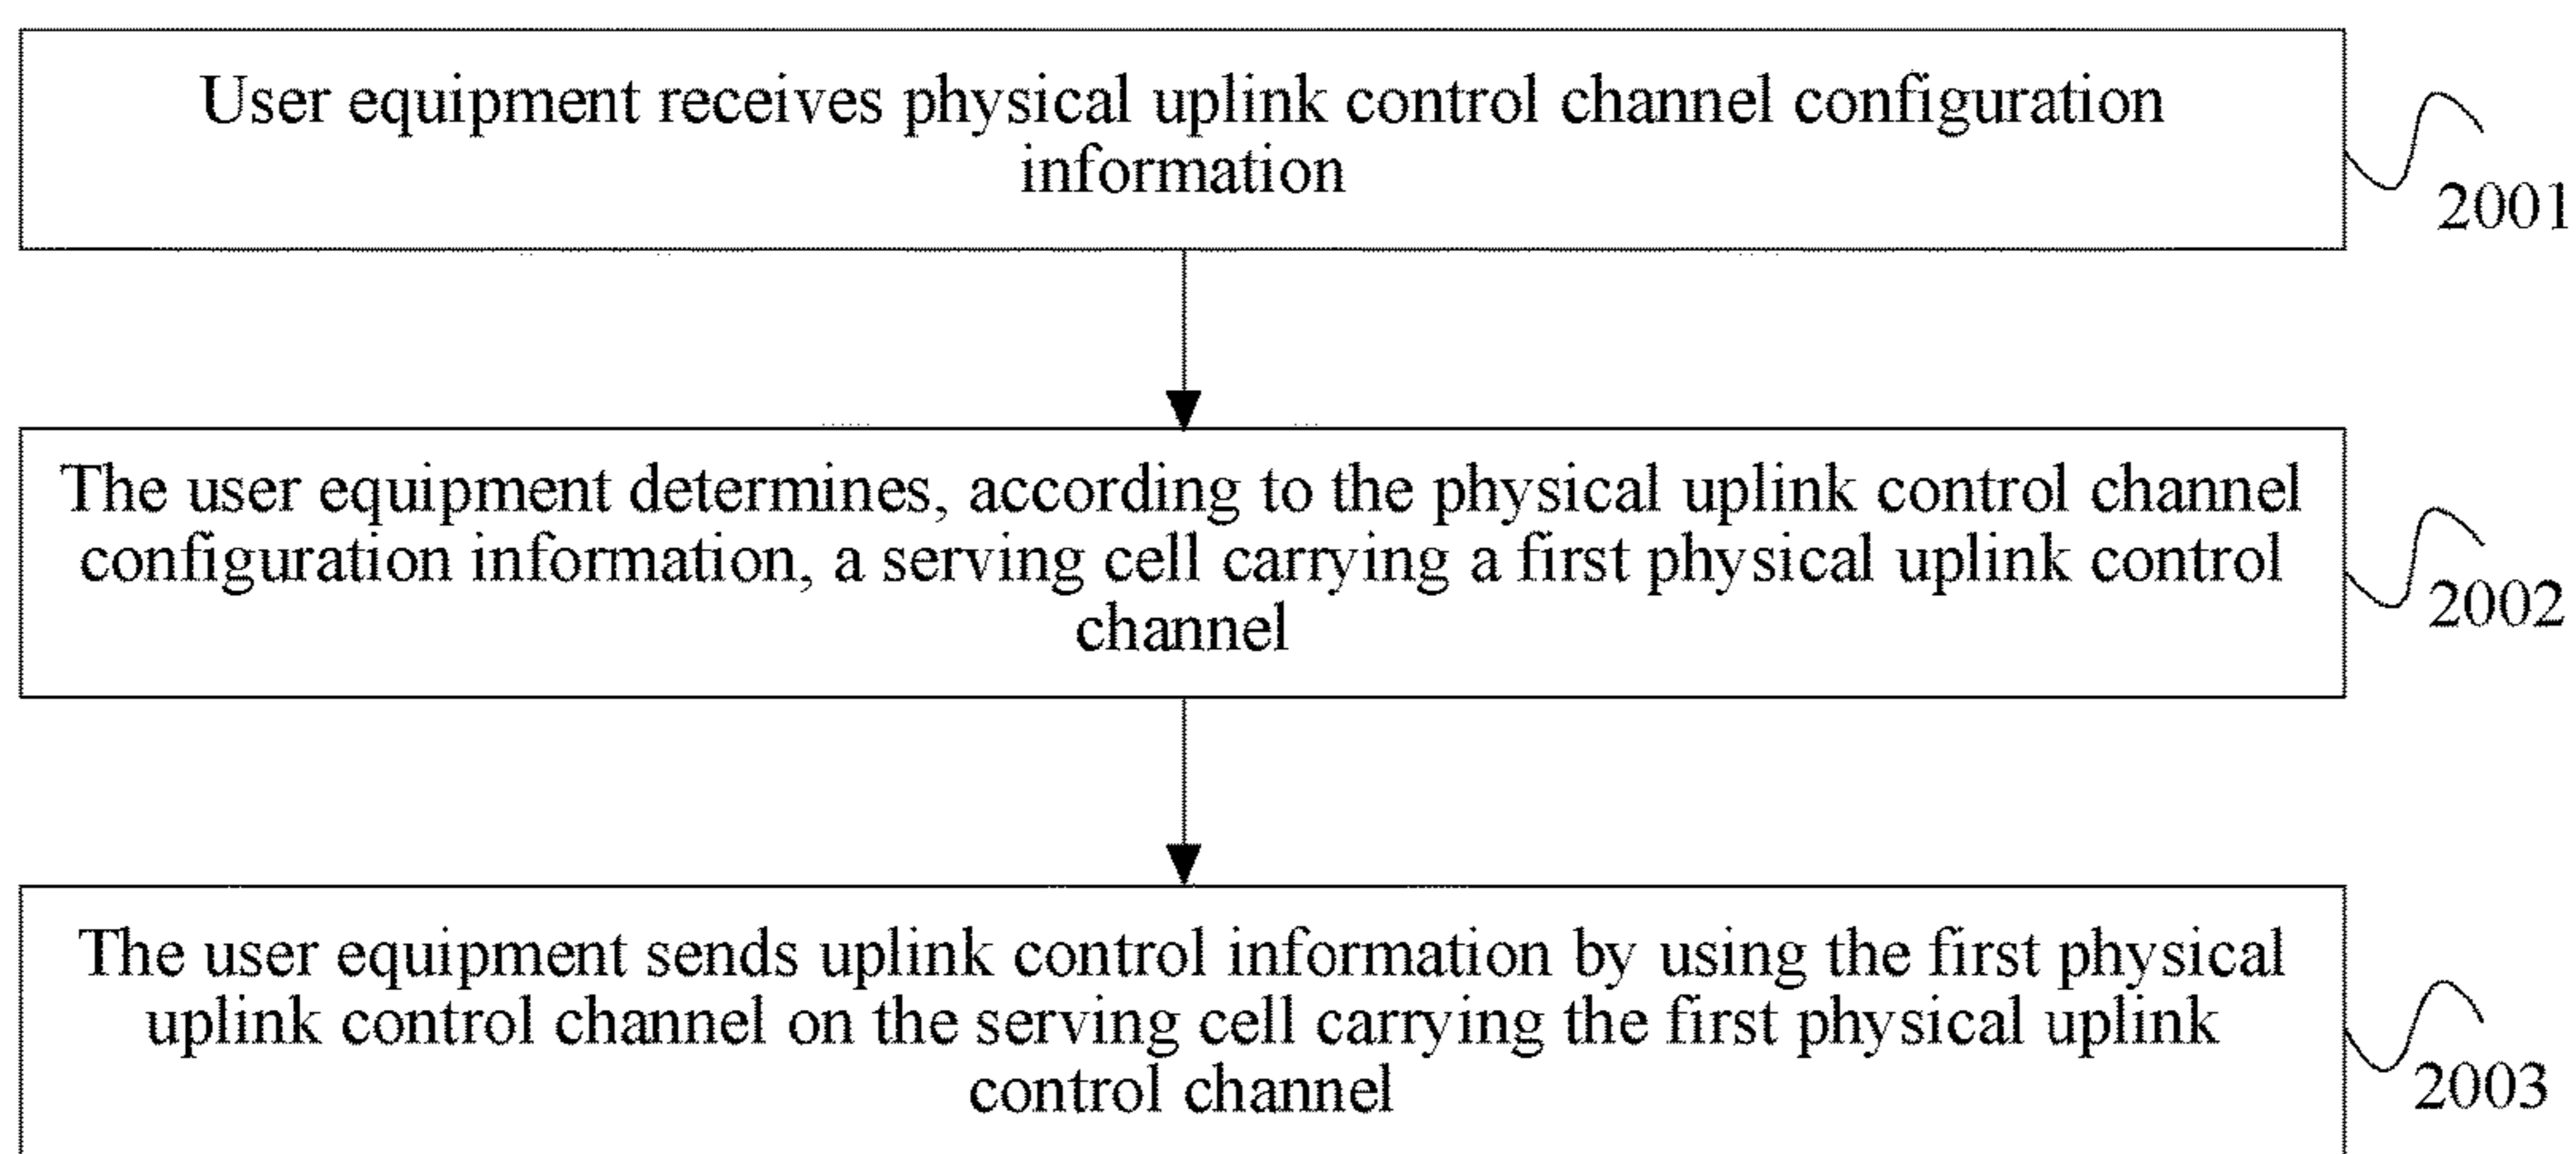 User equipment receives physical uplink control channel configuration
information
2001
The user equipment determines, according to the physical uplink control channel
configuration information, a serving cell carrying a first physical uplink control
channel
2002
The user equipment sends uplink control information by using the first physical
uplink control channel on the serving cell carrying the first physical uplink
control channel
2003